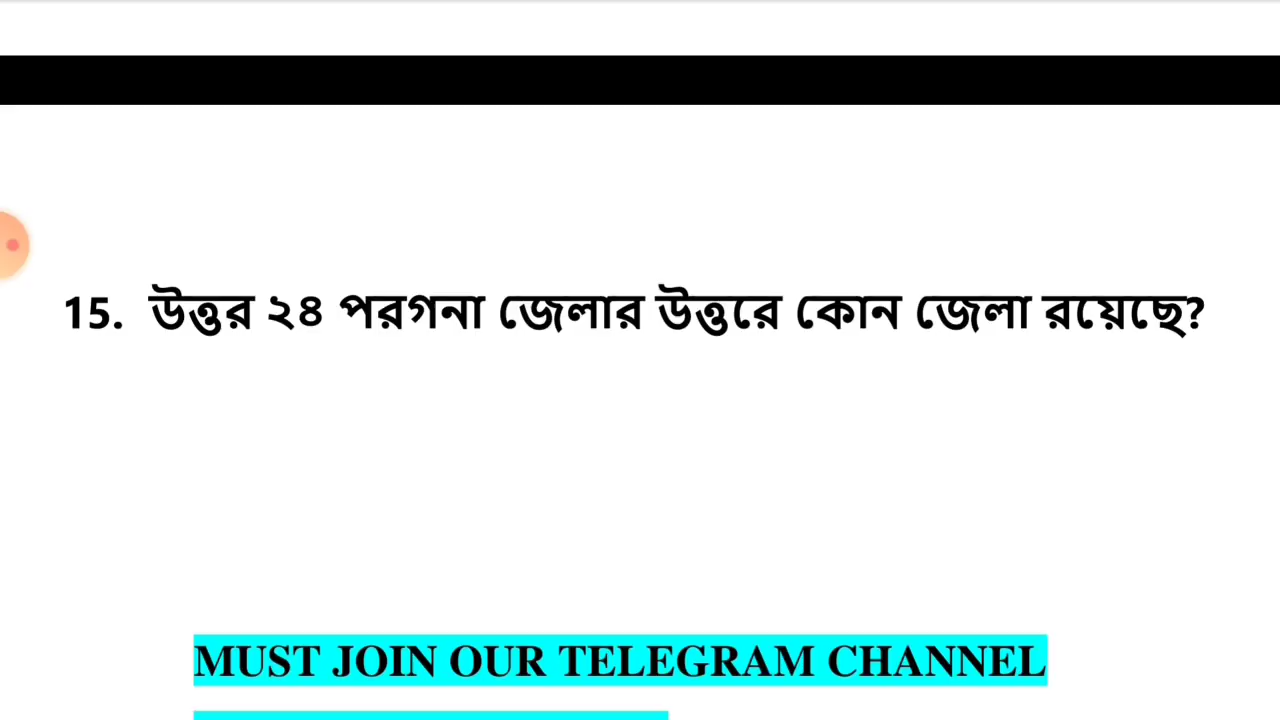 15. উত্তর ২৪ পরগনা জেলার উত্তরে কোন জেলা রয়েছে?
MUST JOIN OUR TELEGRAM CHANNEL